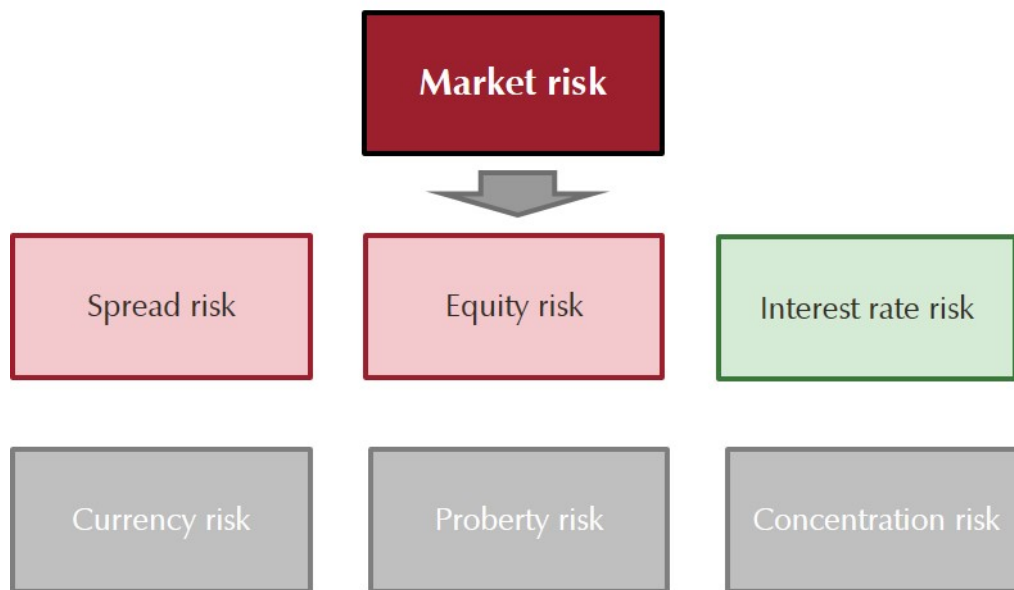 Market risk
Spread risk
Equity risk
Interest rate risk
Currency risk
Proberty risk
Concentration risk